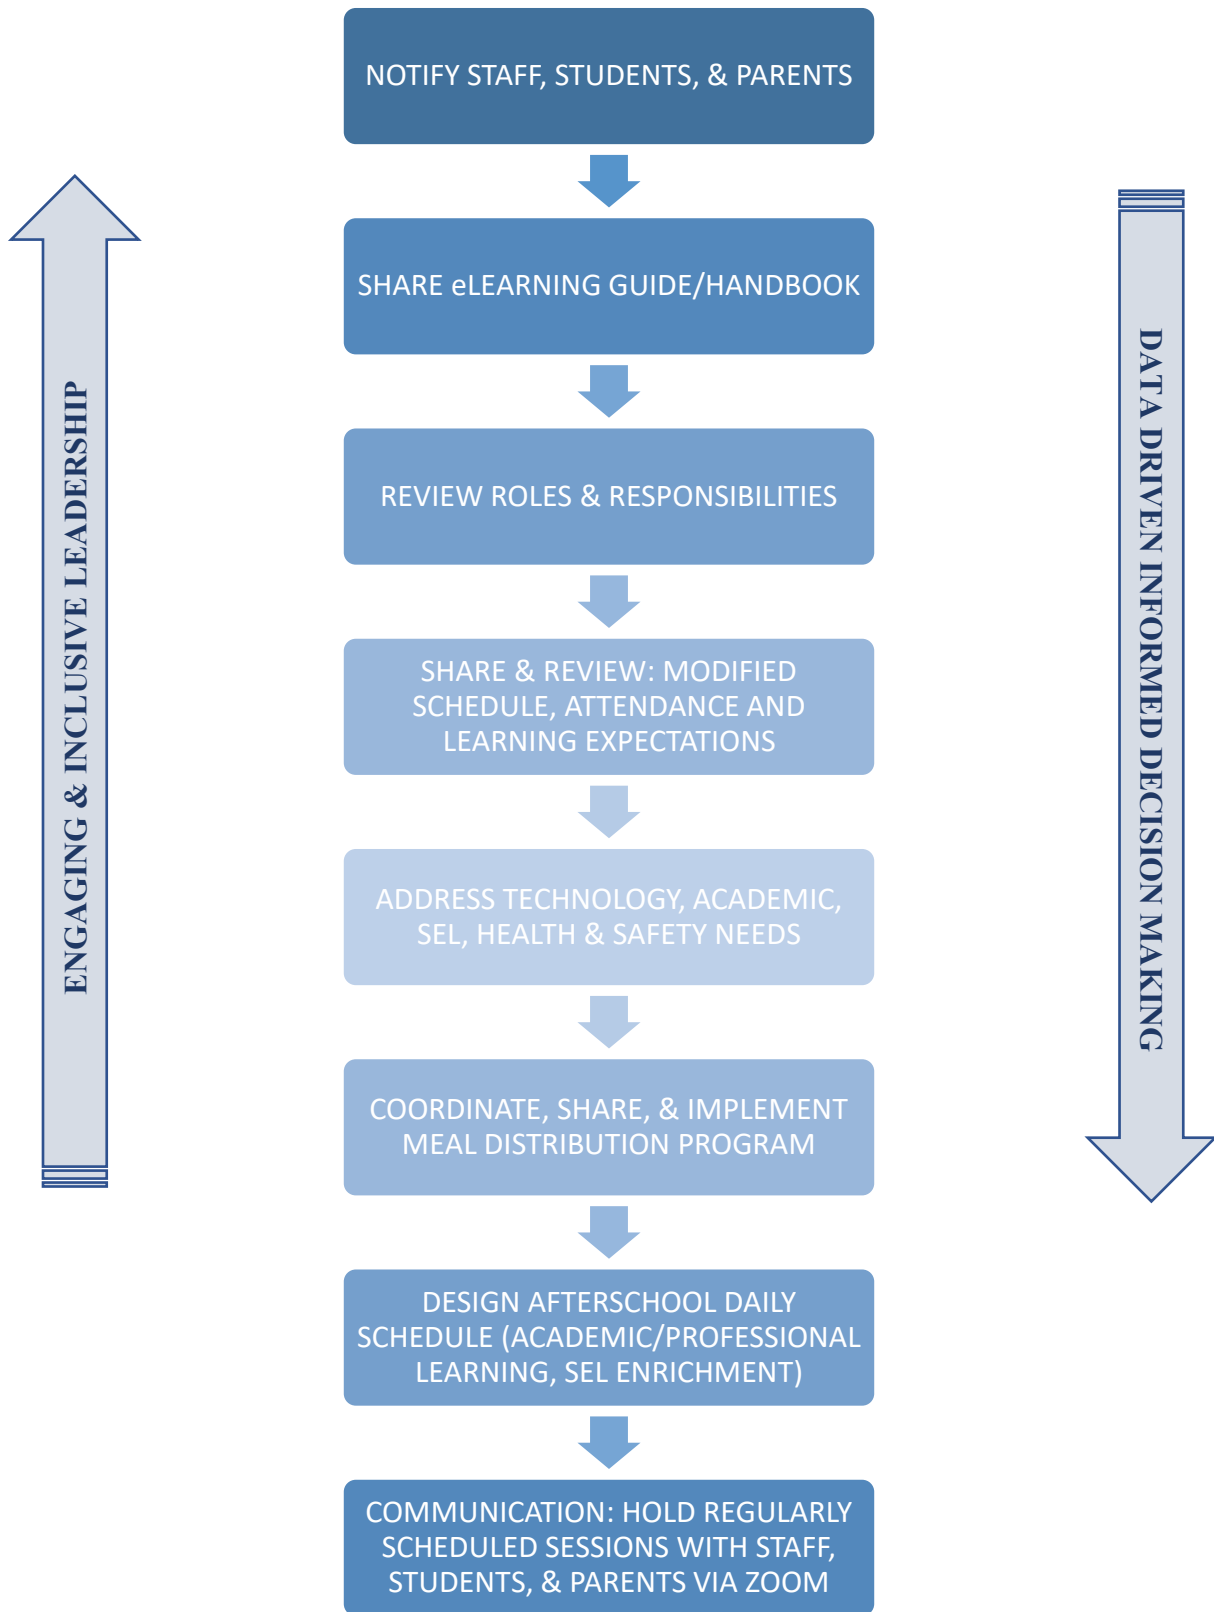 NOTIFY STAFF, STUDENTS, & PARENTS
SHARE eLEARNING GUIDE/HANDBOOK
REVIEW ROLES & RESPONSIBILITIES
SHARE & REVIEW: MODIFIED
SCHEDULE, ATTENDANCE AND
LEARNING EXPECTATIONS
ADDRESS TECHNOLOGY, ACADEMIC,
SEL, HEALTH & SAFETY NEEDS
COORDINATE, SHARE, & IMPLEMENT
MEAL DISTRIBUTION PROGRAM
DESIGN AFTERSCHOOL DAILY
SCHEDULE (ACADEMIC/PROFESSIONAL
LEARNING, SEL ENRICHMENT)
COMMUNICATION: HOLD REGULARLY
SCHEDULED SESSIONS WITH STAFF,
STUDENTS, & PARENTS VIA ZOOM
ENGAGING & INCLUSIVE LEADERSHIP
DATA DRIVEN INFORMED DECISION MAKING